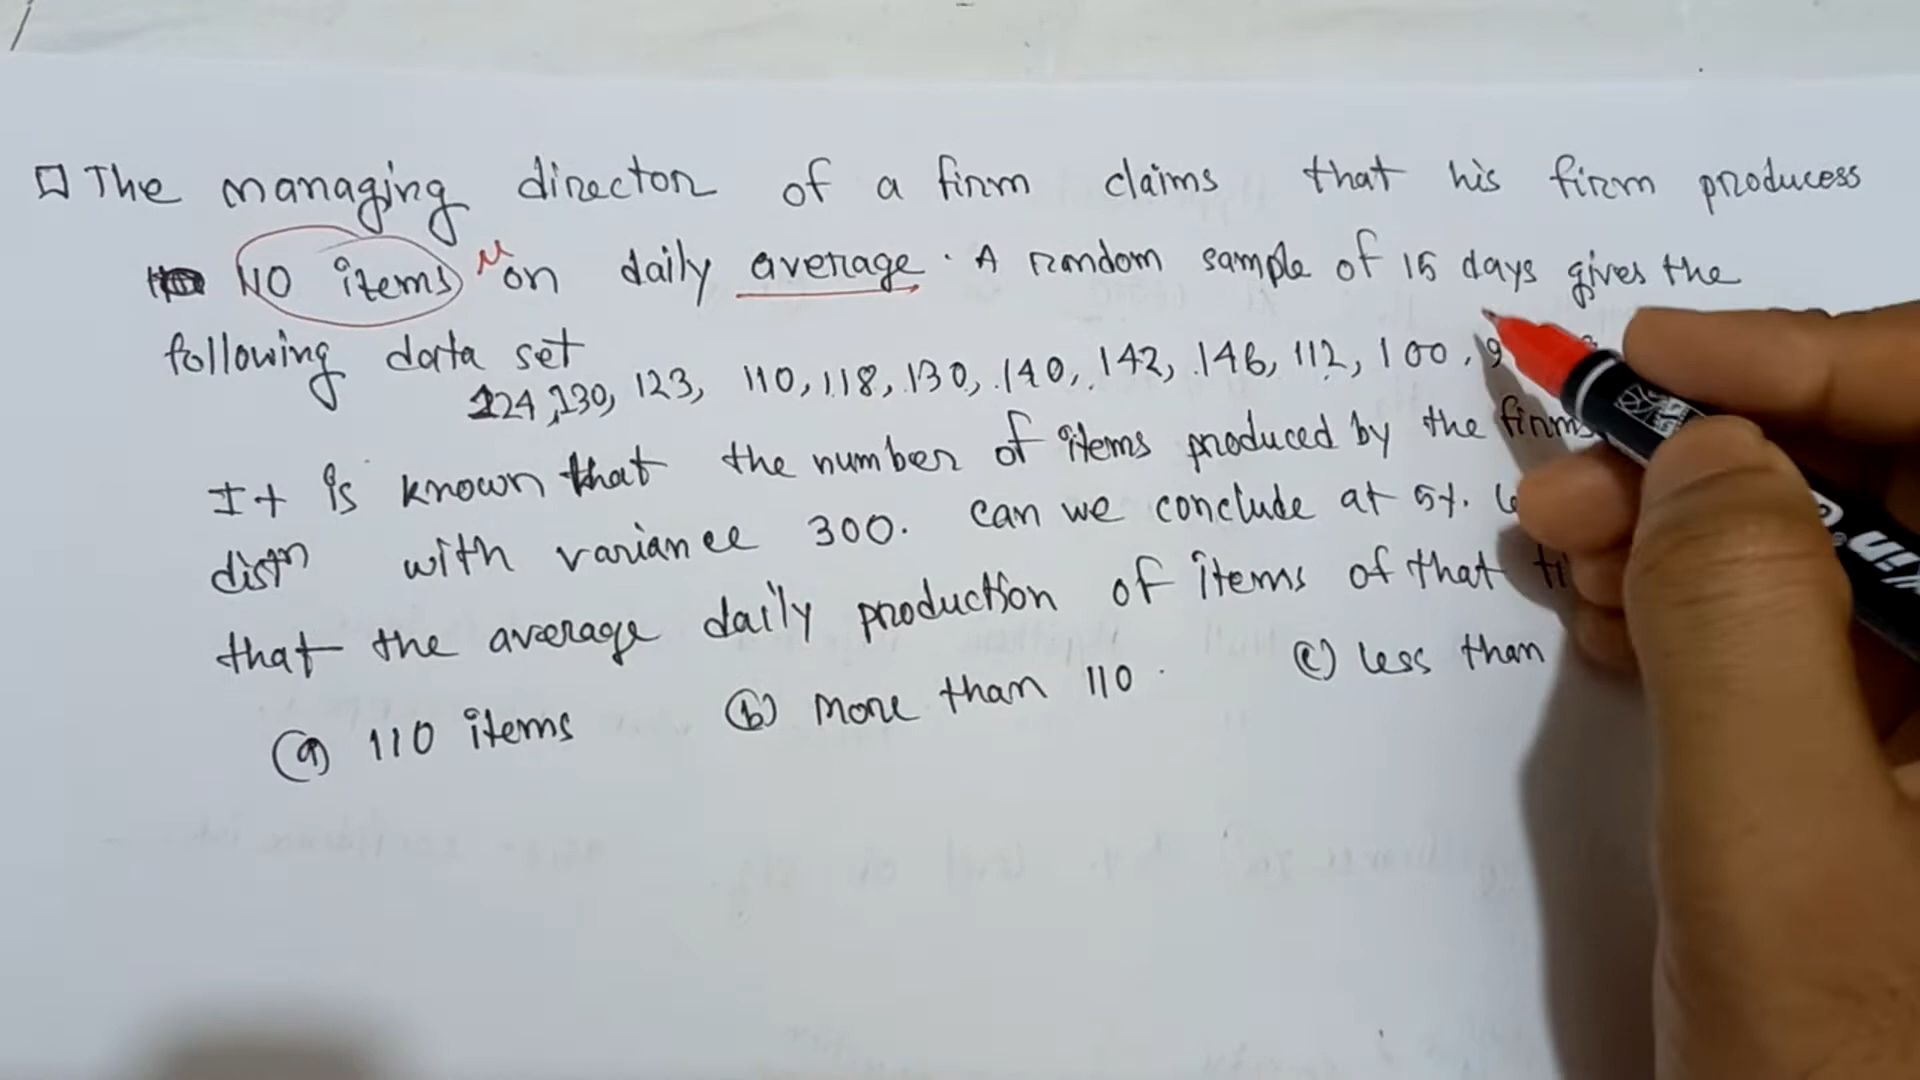 The managing director of a firm claims that his firm producess
110 items μ on daily average. A random sample of 15 days gives the
following data set
224, 130, 123, 110, 118, 130, 140, 142, 146, 112, 100, 9
It is known that the number of items produced by the firms
distn with variance 300. can we conclude at 5%.
that the average daily production of items of that
(a) 110 items (b) more than 110. (c) less than